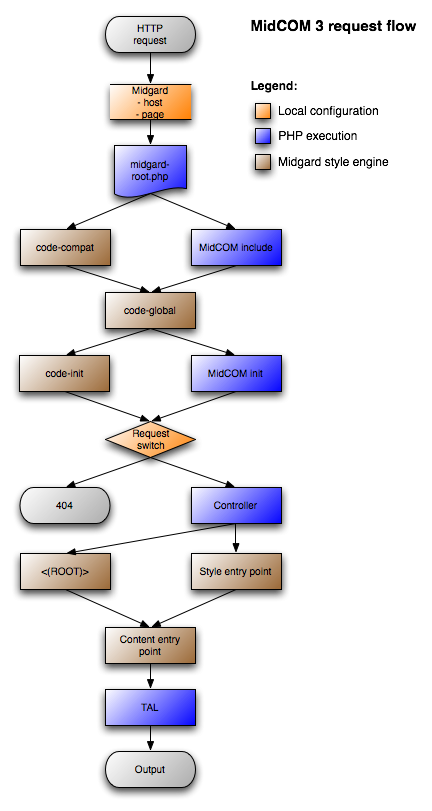 HTTP
request
MidCOM 3 request flow
Midgard
- host
- page
Legend:
Local configuration
PHP execution
Midgard style engine
midgard-
root.php
code-compat
MidCOM include
code-global
code-init
MidCOM init
Request
switch
404
Controller
<(ROOT)>
Style entry point
Content entry
point
TAL
Output